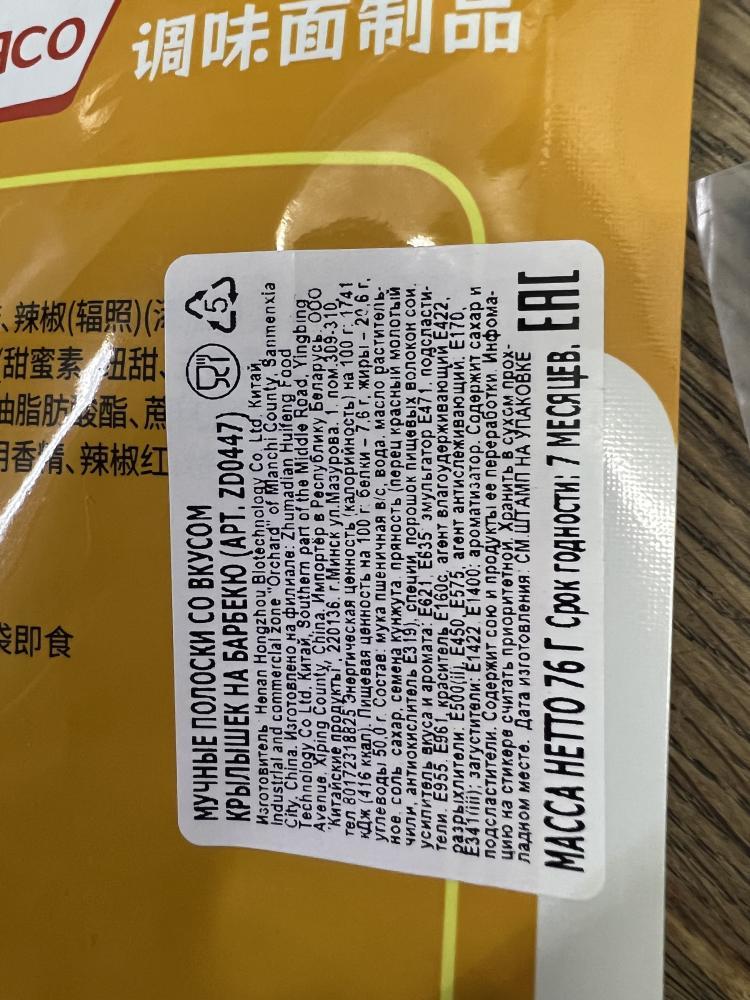 ЯСО
调味面制品
、辣椒(辐照)(
(甜蜜素、纽甜、
油脂肪酸酯、蔗
用香精、辣椒红
袋即食
5
МУЧНЫЕ ПОЛОСКИ СО ВКУСОМ
КРЫЛЫШЕК НА БАРБЕКЮ (АРТ. ZD0447)
Изготовитель: Henan Hongzhou Biotechnology Co, Ltd, Китай,
Industrial and commercial zone "Orchard" of Mianchi County, Sanmenxia
City, China. Изготовлено на филиале: Zhumadian Huifeng Food
Technology Co Ltd, Китай, Southern part of the Middle Road, Yingbing
Avenue, Xiping County, China, Импортёр в Республику Беларусь: ООО
"Китайские продукты", 220136, г.Минск ул.Мазурова, 1, пом.309-310,
тел 80172318825 Энергическая ценность (калорийность) на 100 г: 1741
кДж (416 ккал). Пищевая ценность на 100 г: белки – 7,6 г, жиры – 20,6 г,
углеводы 50,0 г. Состав: мука пшеничная в/с, вода, масло раститель-
ное, соль, сахар, семена кунжута, пряность (перец красный молотый
чили, антиокислитель E319), специи, порошок пищевых волокон сои,
усилитель вкуса и аромата: E621, E635, эмульгатор E471, подсласти-
тели: E955, E961, краситель E160c, агент влагоудерживающий E422,
разрыхлители: E500(ii), E450, E575, агент антислеживающий: E170,
E341(iii); загустители: E1422, E1400; ароматизатор. Содержит сахар и
подсластители. Содержит сою и продукты ее переработки. Инфома-
цию на стикере считать приоритетной. Хранить в сухом прох-
ладном месте. Дата изготовления: СМ.ШТАМП НА УПАКОВКЕ
МАССА НЕТТО 76 Г Срок годности: 7 МЕСЯЦЕВ. ЕАС